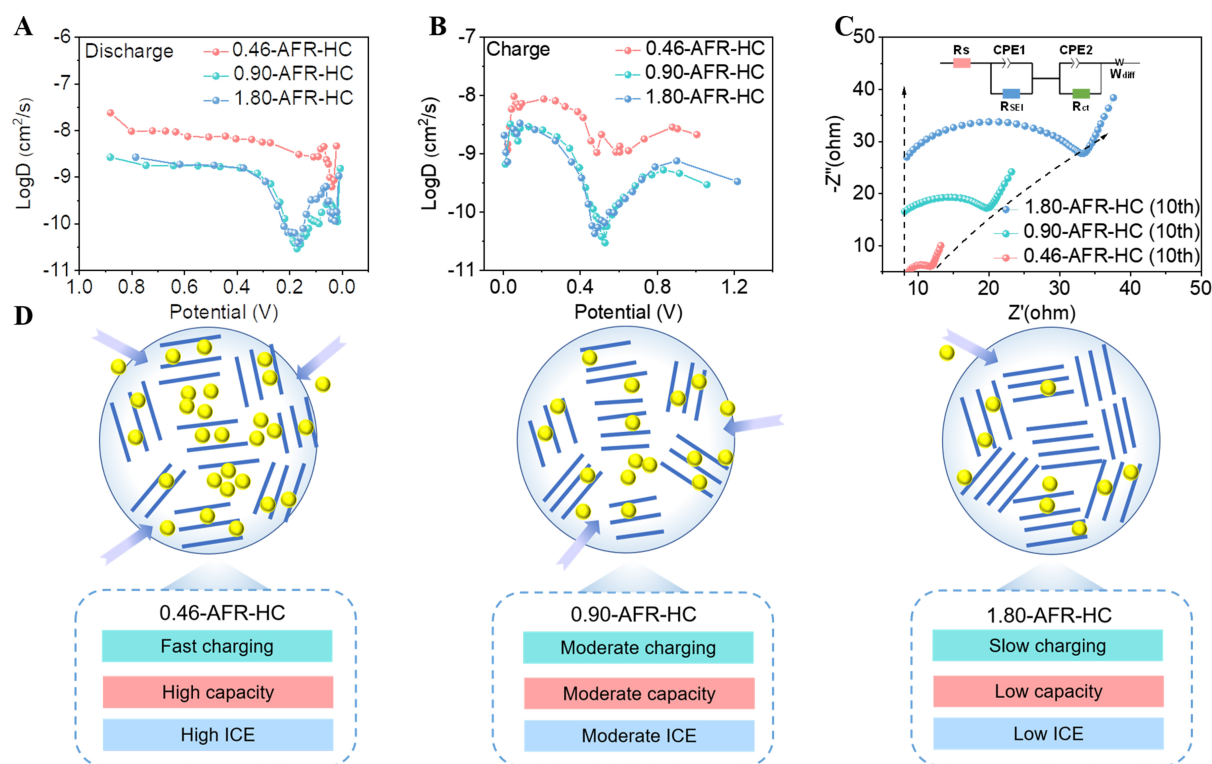 A
Discharge
0.46-AFR-HC
0.90-AFR-HC
1.80-AFR-HC
LogD (cm²/s)
-6
-7
-8
-9
-10
-11
1.0
0.8
0.6
0.4
0.2
0.0
Potential (V)
B
Charge
0.46-AFR-HC
0.90-AFR-HC
1.80-AFR-HC
LogD (cm²/s)
-7
-8
-9
-10
-11
0.0
0.2
0.4
0.6
0.8
1.0
1.2
Potential (V)
C
Rs
CPE1
CPE2
Wdiff
RSEI
Rct
-Z''(ohm)
50
40
30
20
10
1.80-AFR-HC (10th)
0.90-AFR-HC (10th)
0.46-AFR-HC (10th)
10
20
30
40
50
Z'(ohm)
D
0.46-AFR-HC
Fast charging
High capacity
High ICE
0.90-AFR-HC
Moderate charging
Moderate capacity
Moderate ICE
1.80-AFR-HC
Slow charging
Low capacity
Low ICE